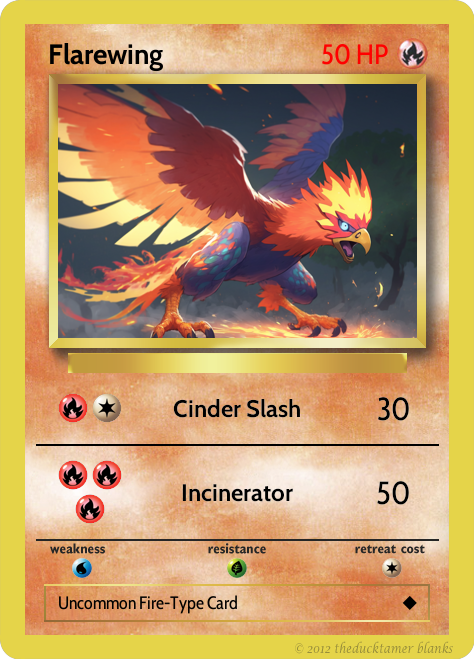 Flarewing 50 HP
Cinder Slash 30
Incinerator 50
weakness resistance retreat cost
Uncommon Fire-Type Card
© 2012 theducktamer blanks